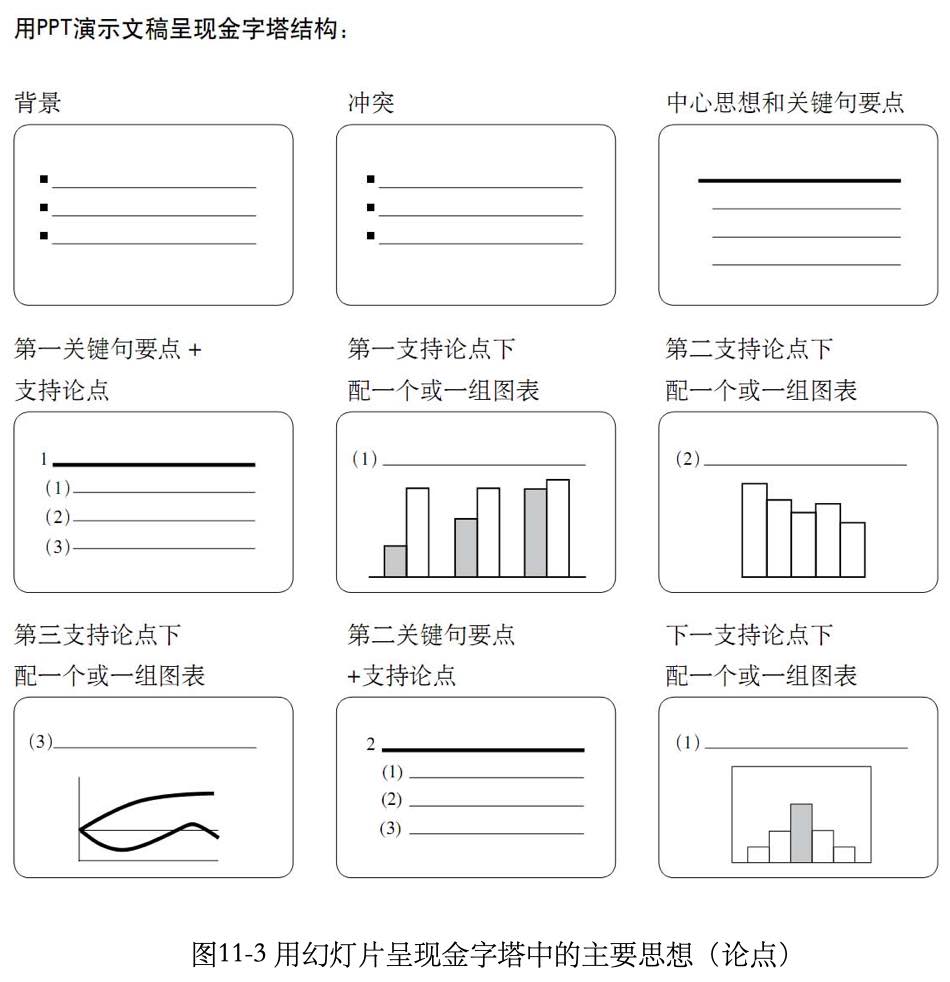 用PPT演示文稿呈现金字塔结构：
背景
冲突
中心思想和关键句要点
第一关键句要点 +
支持论点
1
(1)
(2)
(3)
第一支持论点下
配一个或一组图表
(1)
第二支持论点下
配一个或一组图表
(2)
第三支持论点下
配一个或一组图表
(3)
第二关键句要点
+支持论点
2
(1)
(2)
(3)
下一支持论点下
配一个或一组图表
(1)
图11-3 用幻灯片呈现金字塔中的主要思想（论点）